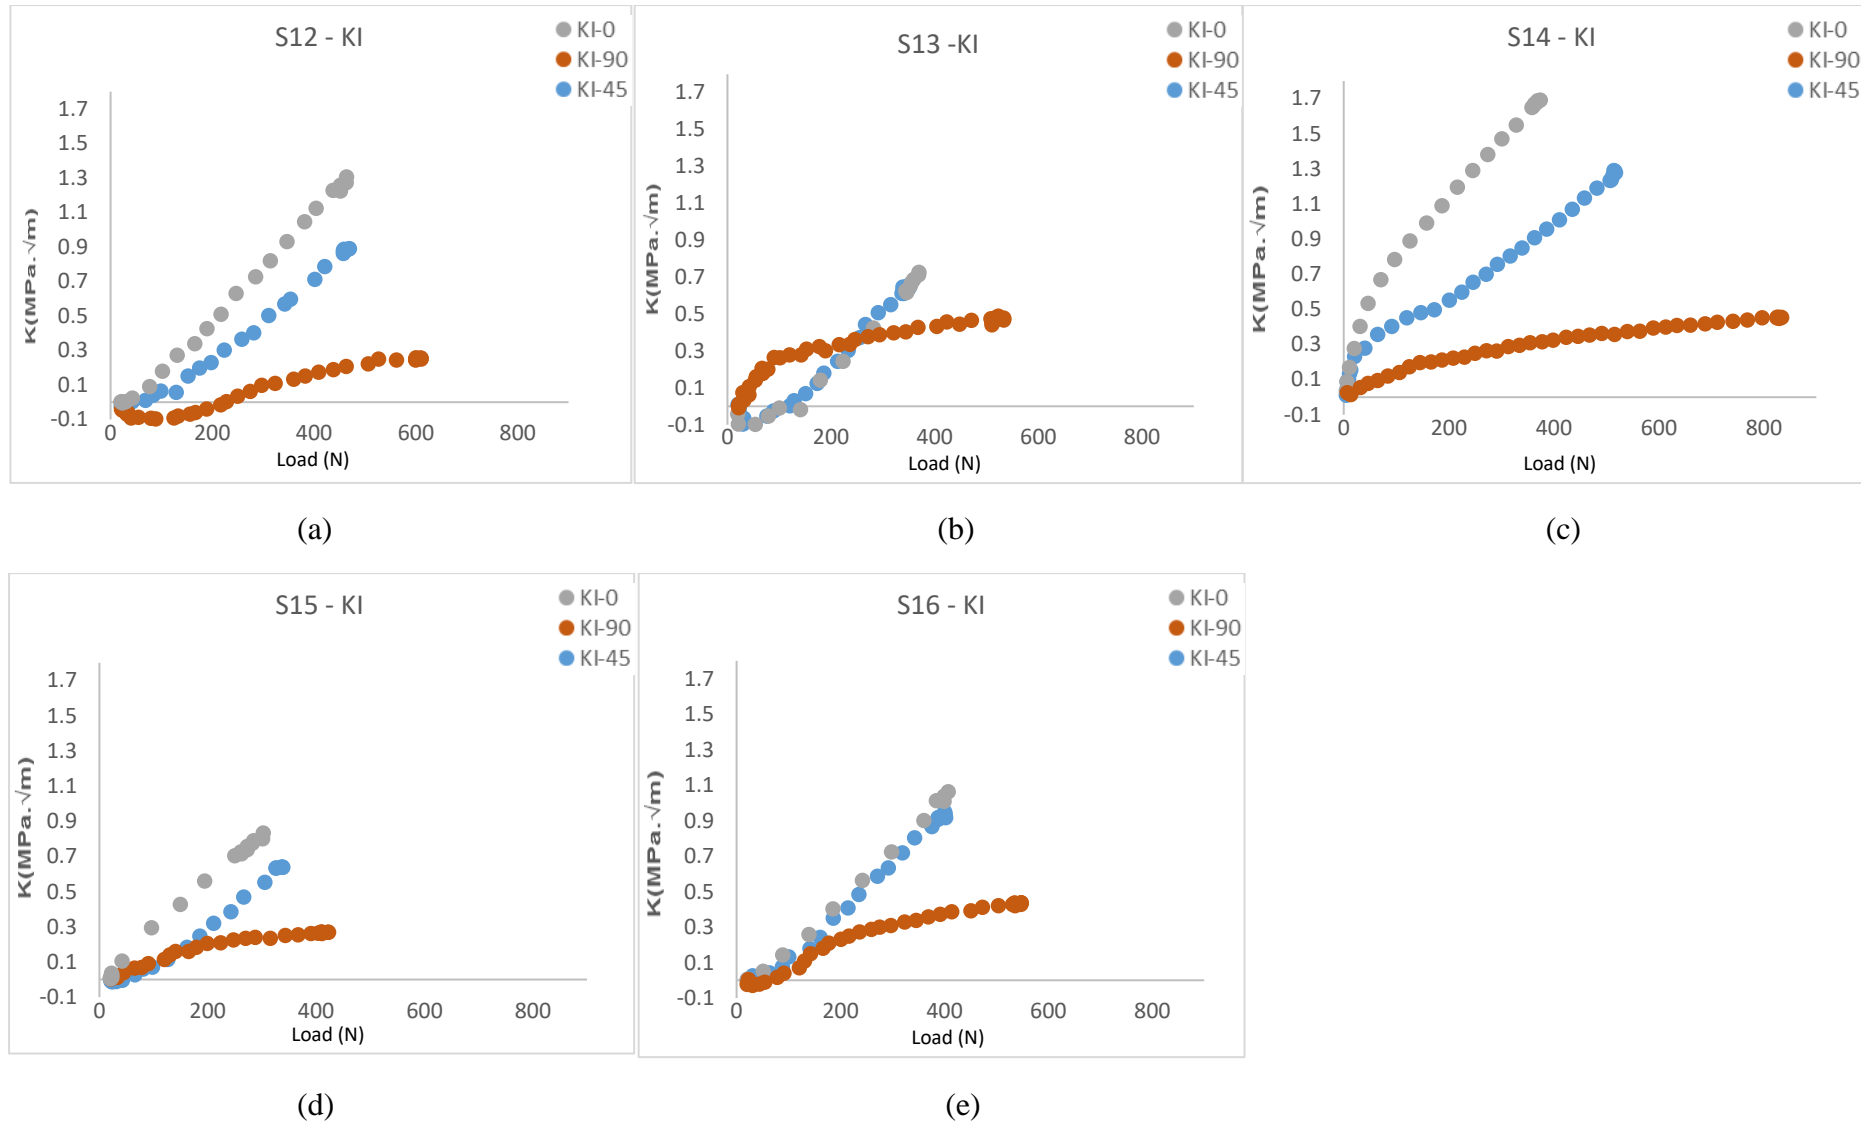 S12 - KI
KI-0
KI-90
KI-45
1.7
1.5
1.3
1.1
0.9
0.7
0.5
0.3
0.1
-0.1
K(MPa.√m)
0 200 400 600 800
Load (N)
(a)
S13 -KI
KI-0
KI-90
KI-45
1.7
1.5
1.3
1.1
0.9
0.7
0.5
0.3
0.1
-0.1
K(MPa.√m)
0 200 400 600 800
Load (N)
(b)
S14 - KI
KI-0
KI-90
KI-45
1.7
1.5
1.3
1.1
0.9
0.7
0.5
0.3
0.1
-0.1
K(MPa.√m)
0 200 400 600 800
Load (N)
(c)
S15 - KI
KI-0
KI-90
KI-45
1.7
1.5
1.3
1.1
0.9
0.7
0.5
0.3
0.1
-0.1
K(MPa.√m)
0 200 400 600 800
Load (N)
(d)
S16 - KI
KI-0
KI-90
KI-45
1.7
1.5
1.3
1.1
0.9
0.7
0.5
0.3
0.1
-0.1
K(MPa.√m)
0 200 400 600 800
Load (N)
(e)